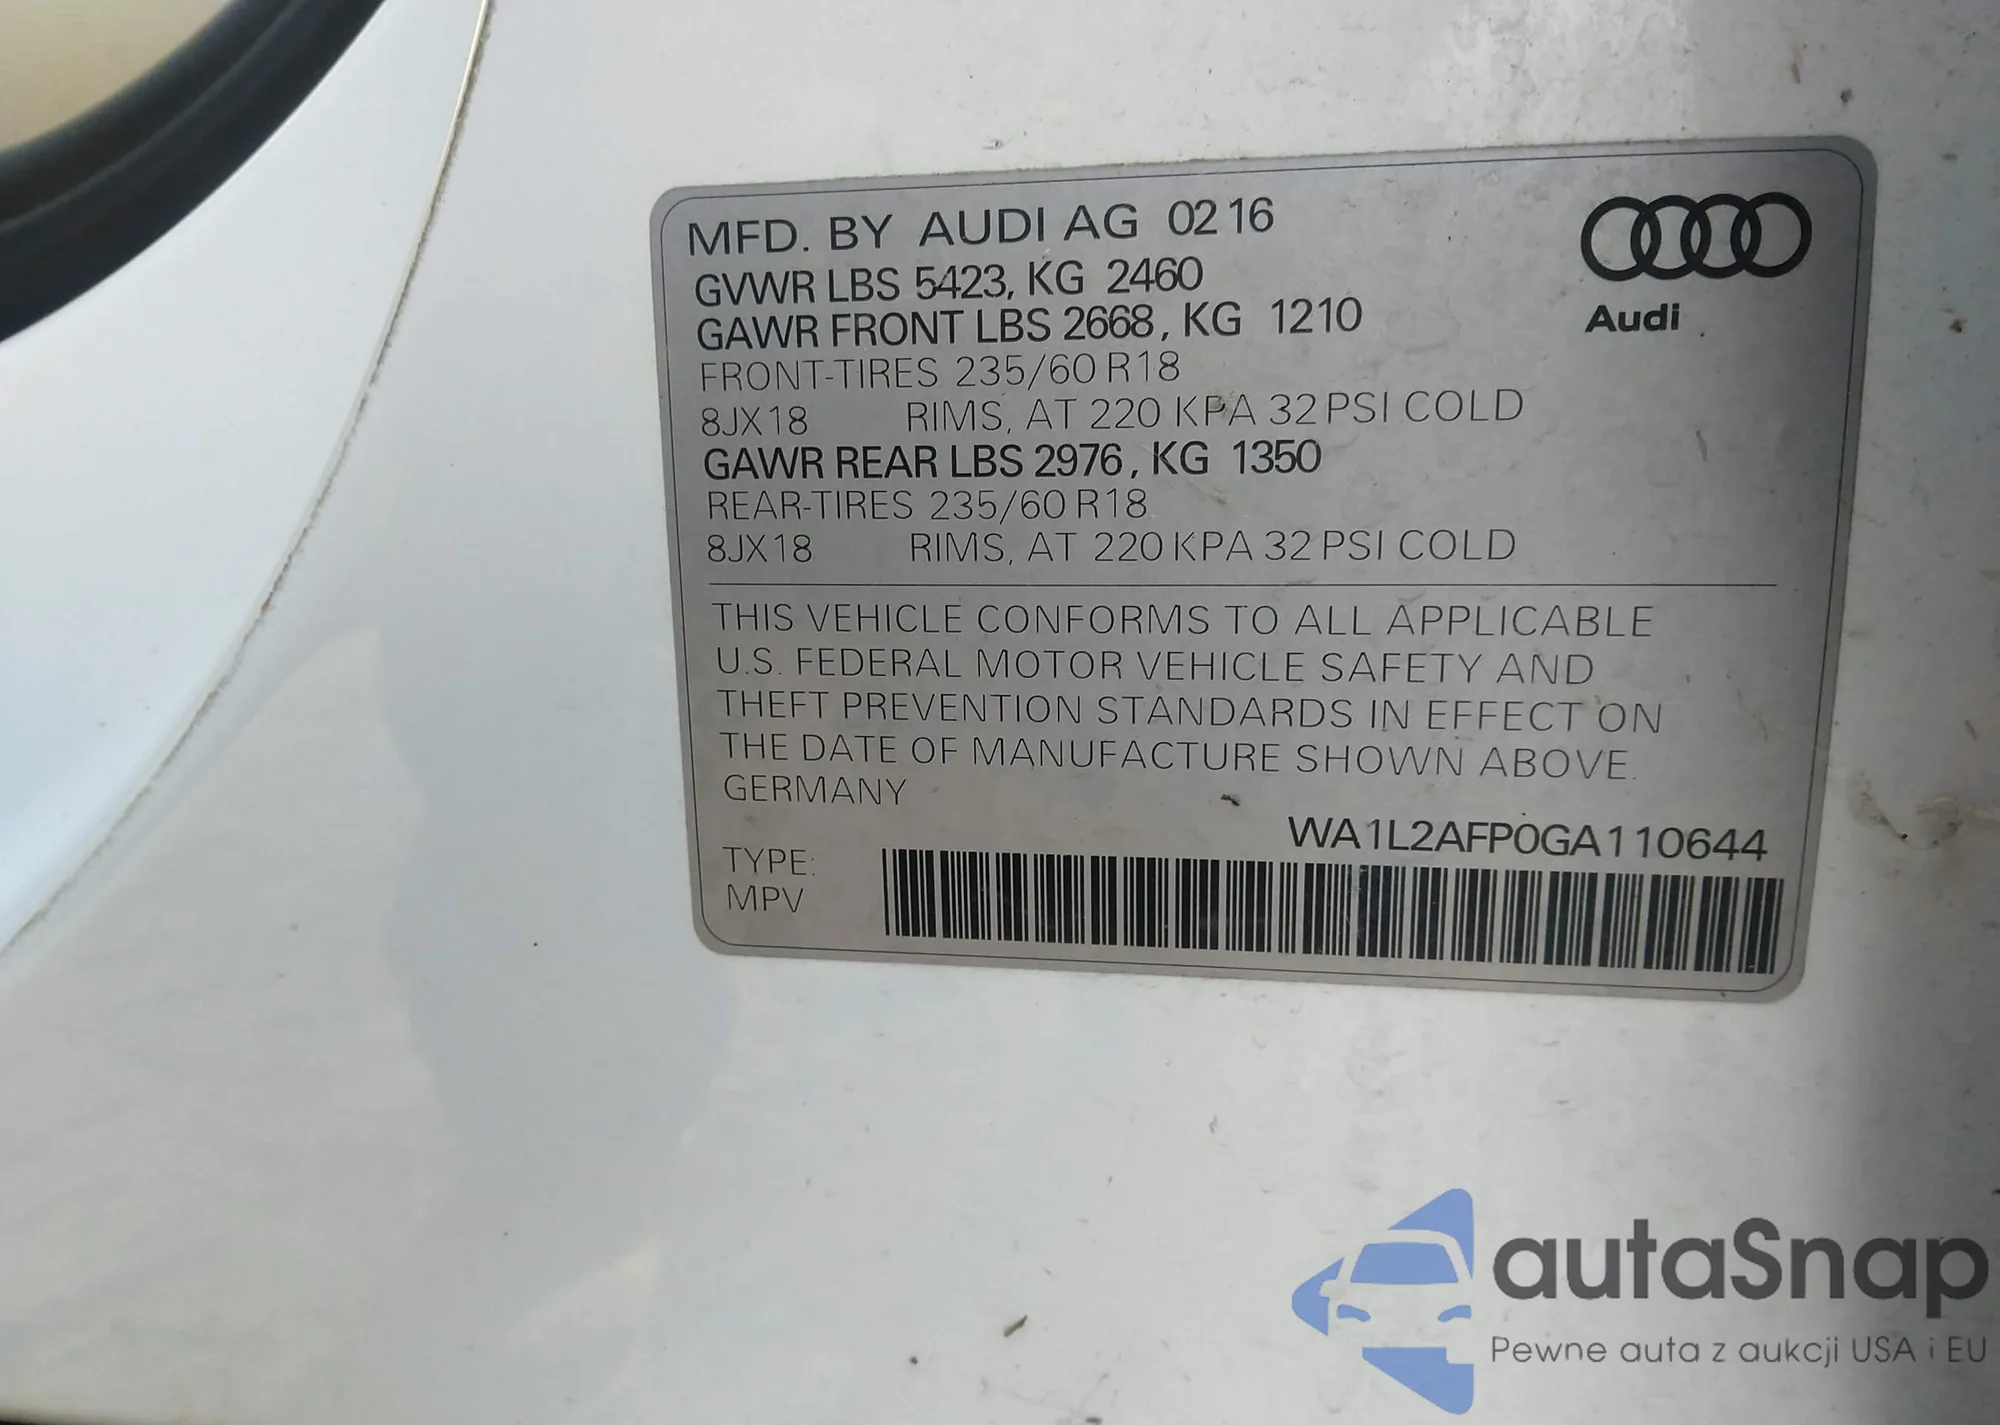 MFD. BY AUDI AG 02 16
GVWR LBS 5423, KG 2460
GAWR FRONT LBS 2668, KG 1210
FRONT-TIRES 235/60 R18
8JX18 RIMS, AT 220 KPA 32 PSI COLD
GAWR REAR LBS 2976, KG 1350
REAR-TIRES 235/60 R18
8JX18 RIMS, AT 220 KPA 32 PSI COLD
Audi
THIS VEHICLE CONFORMS TO ALL APPLICABLE
U.S. FEDERAL MOTOR VEHICLE SAFETY AND
THEFT PREVENTION STANDARDS IN EFFECT ON
THE DATE OF MANUFACTURE SHOWN ABOVE.
GERMANY
WA1L2AFP0GA110644
TYPE:
MPV
autaSnap
Pewne auta z aukcji USA i EU